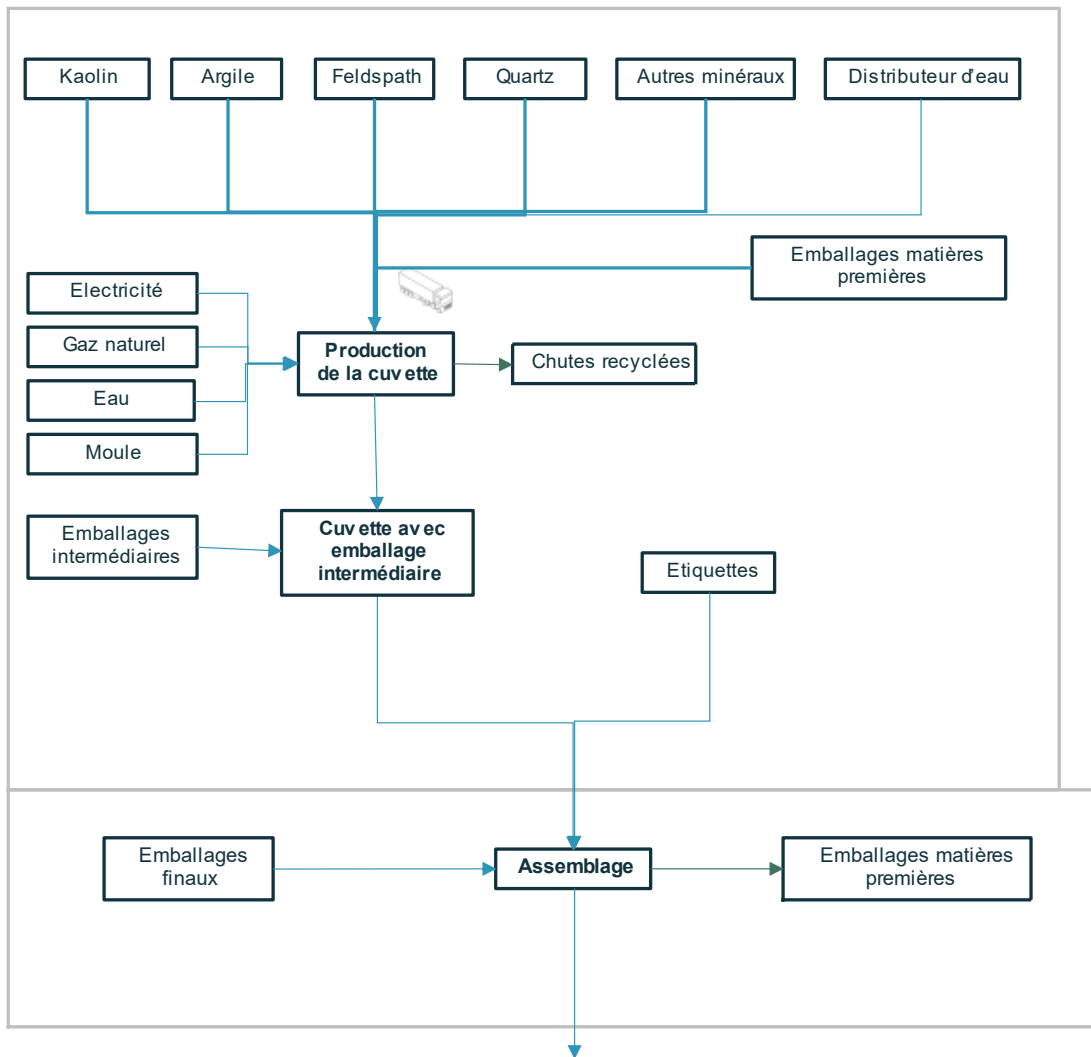 Kaolin
Argile
Feldspath
Quartz
Autres minéraux
Distributeur d'eau
Emballages matières
premières
Electricité
Gaz naturel
Eau
Moule
Production
de la cuvette
Chutes recyclées
Emballages
intermédiaires
Cuvette avec
emballage
intermédiaire
Etiquettes
Emballages
finaux
Assemblage
Emballages matières
premières